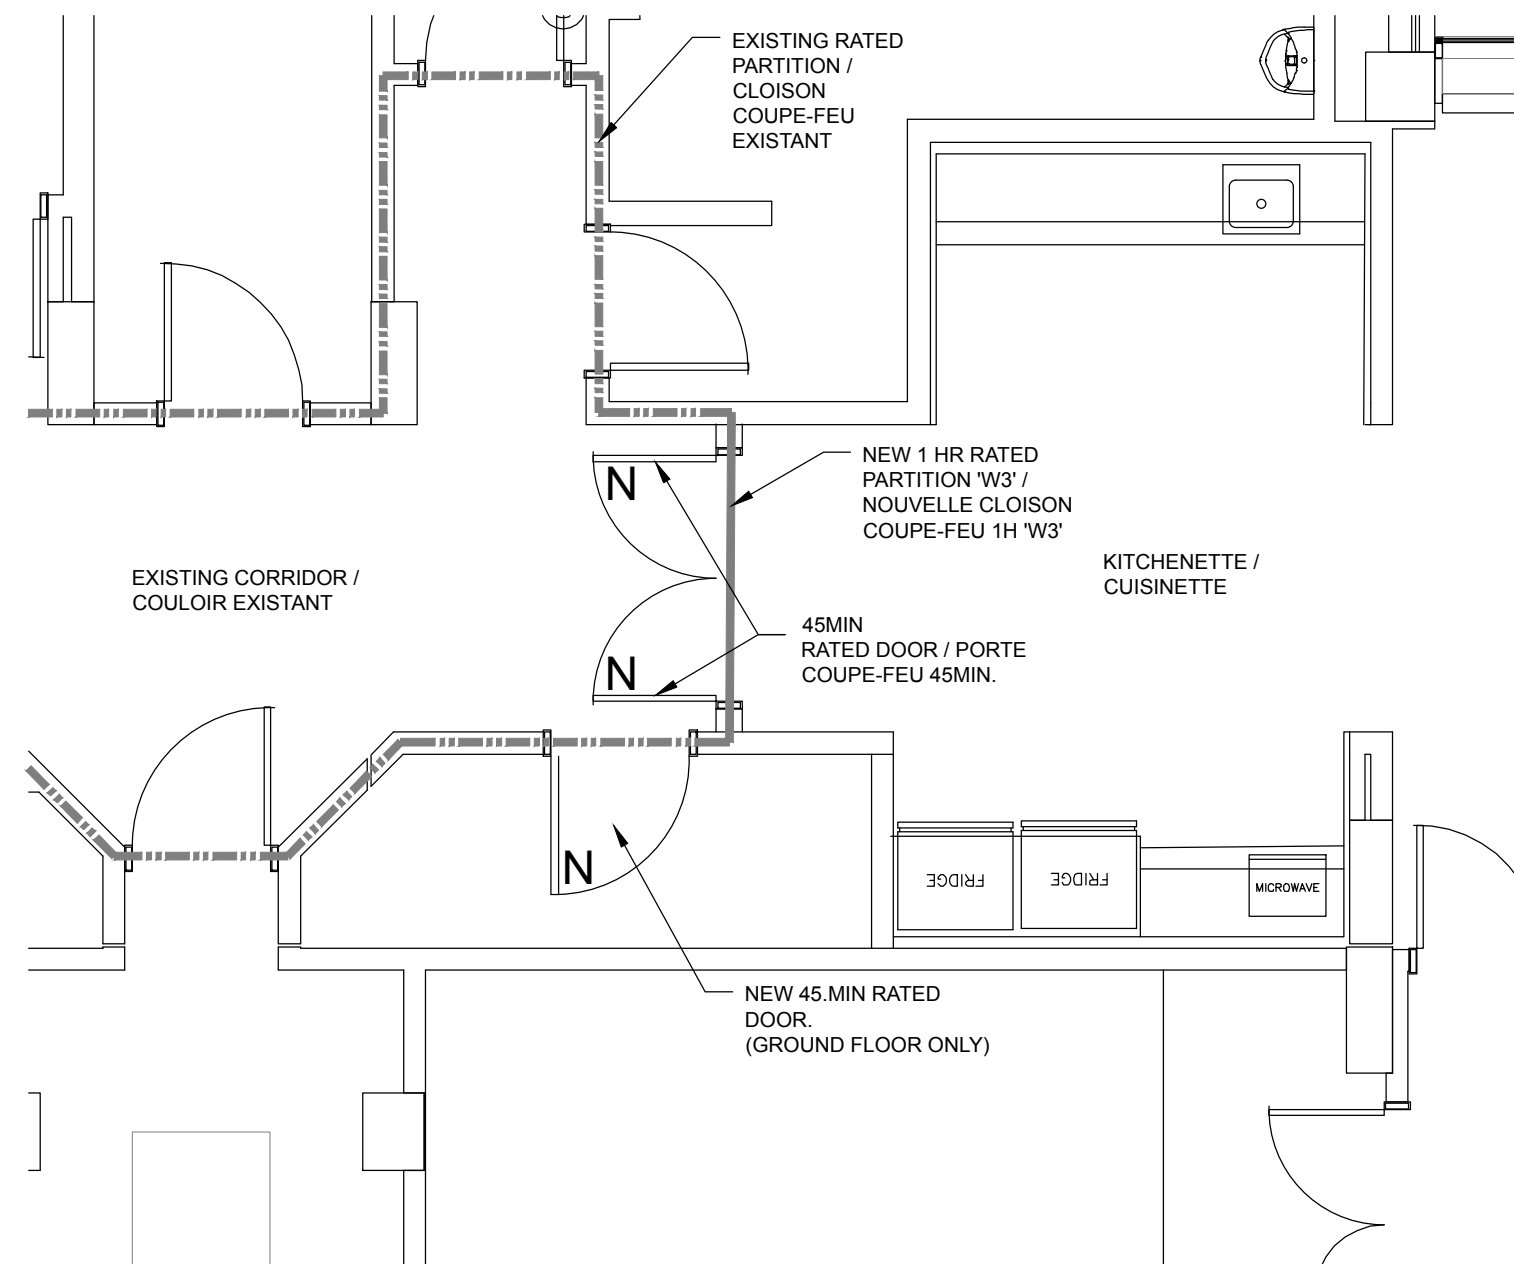 EXISTING RATED
PARTITION /
CLOISON
COUPE-FEU
EXISTANT
NEW 1 HR RATED
PARTITION 'W3' /
NOUVELLE CLOISON
COUPE-FEU 1H 'W3'
N
EXISTING CORRIDOR /
COULOIR EXISTANT
KITCHENETTE /
CUISINETTE
45MIN
RATED DOOR / PORTE
COUPE-FEU 45MIN.
N
N
FRIDGE
FRIDGE
MICROWAVE
NEW 45.MIN RATED
DOOR.
(GROUND FLOOR ONLY)